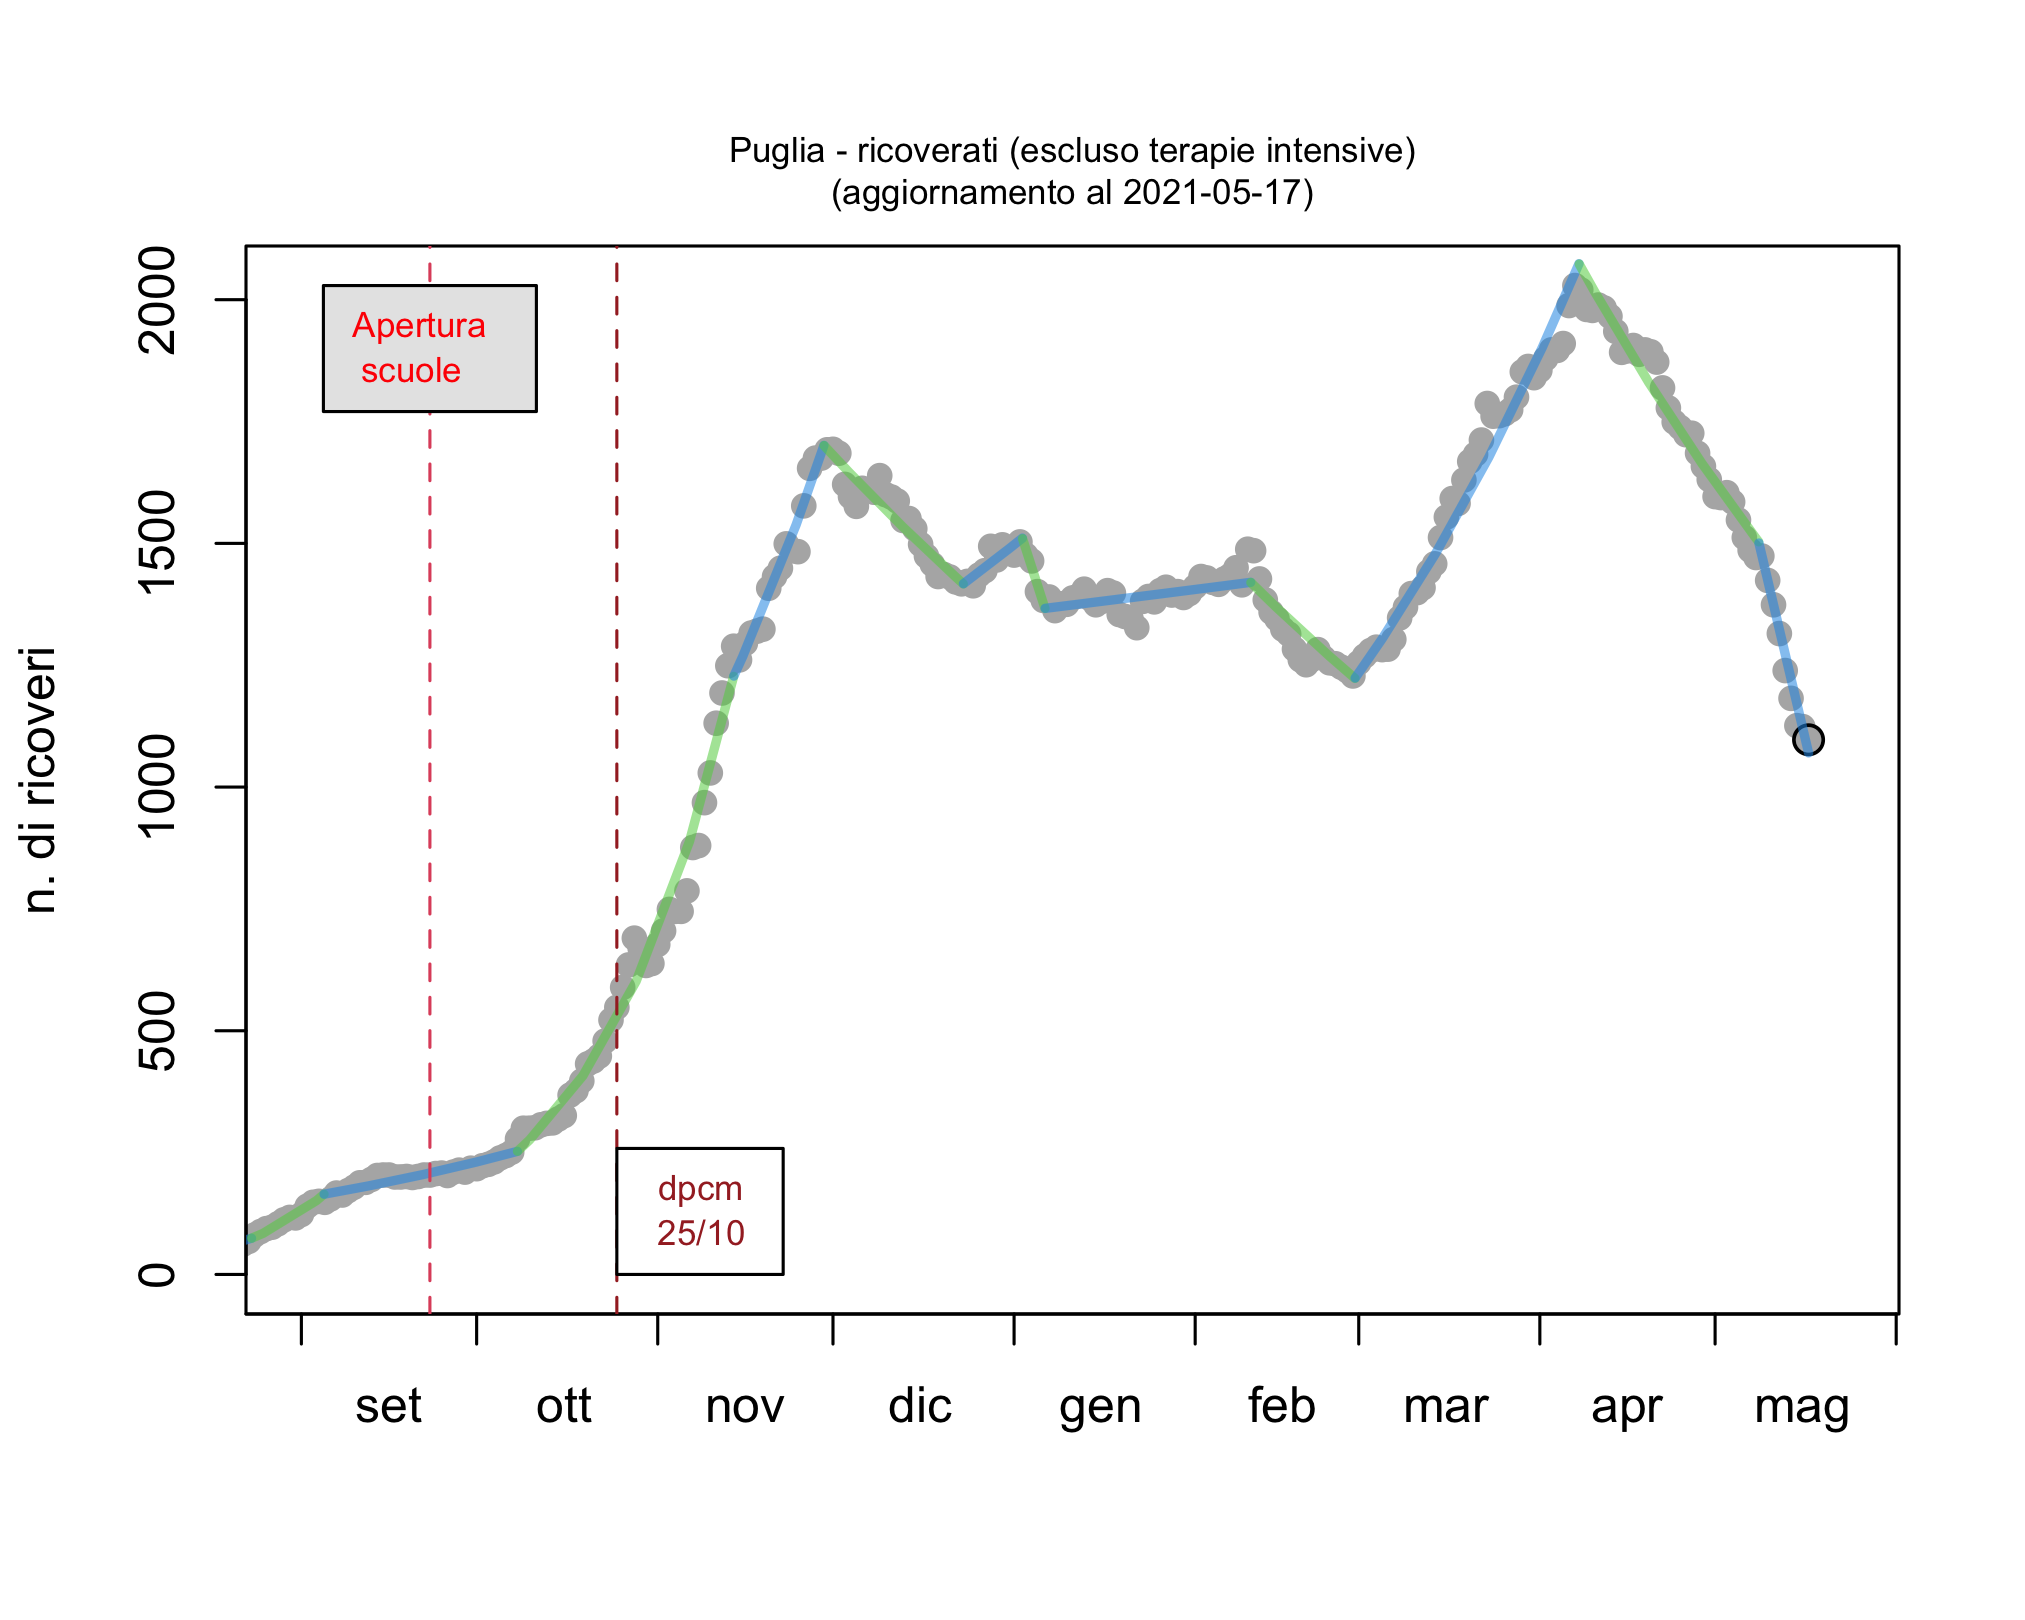 Puglia - ricoverati (escluso terapie intensive)
(aggiornamento al 2021-05-17)
n. di ricoveri
2000
1500
1000
500
0
Apertura
scuole
dpcm
25/10
set ott nov dic gen feb mar apr mag